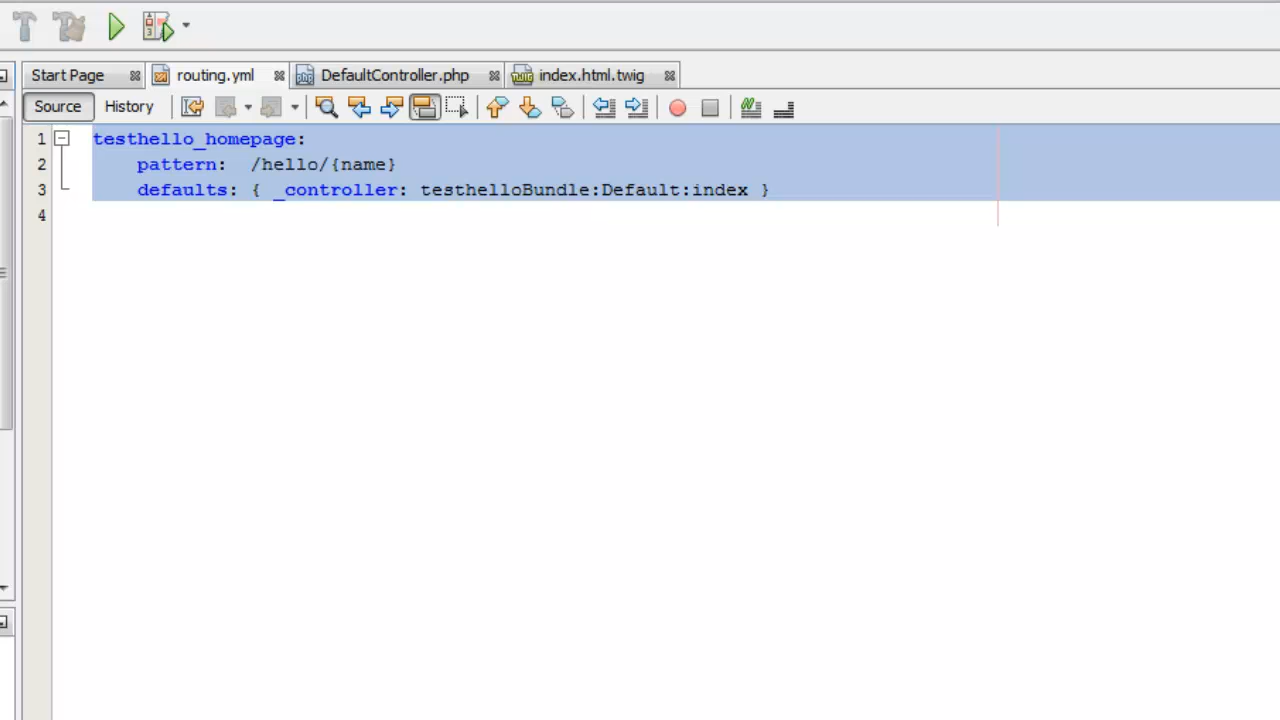 Start Page routing.yml DefaultController.php index.html.twig
Source History
1 testhello_homepage:
2     pattern:  /hello/{name}
3     defaults: { _controller: testhelloBundle:Default:index }
4